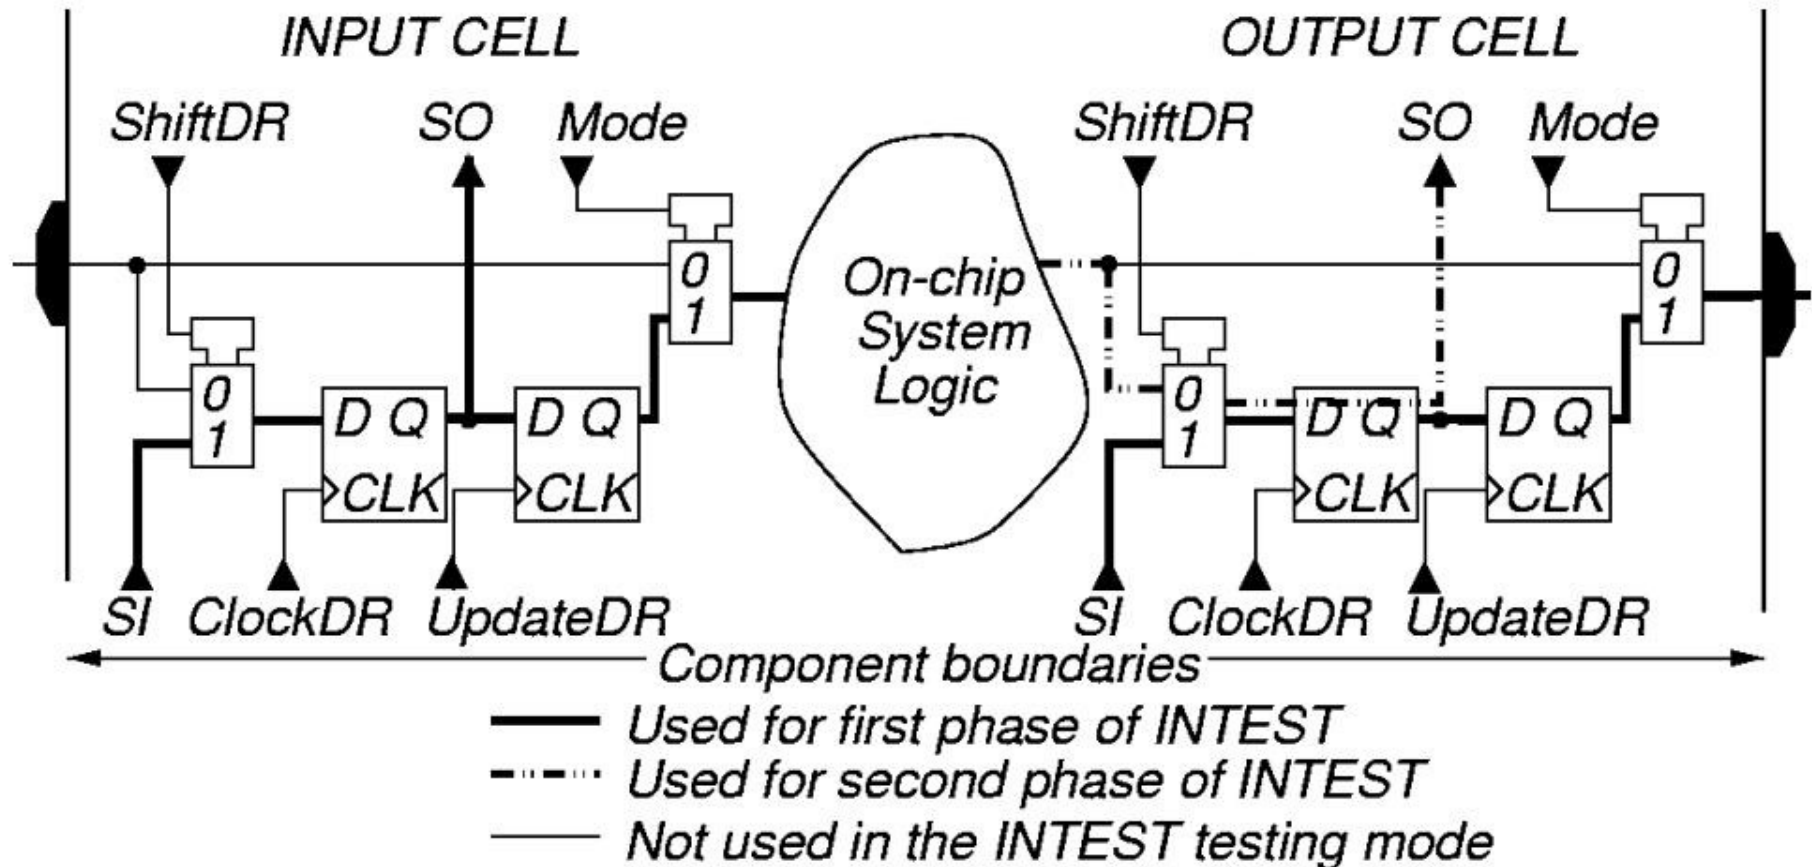 INPUT CELL OUTPUT CELL
ShiftDR SO Mode ShiftDR SO Mode
0
1
0
1
On-chip
System
Logic
0
1
0
1
D Q D Q D Q D Q
CLK CLK CLK CLK
SI ClockDR UpdateDR SI ClockDR UpdateDR
Component boundaries
Used for first phase of INTEST
Used for second phase of INTEST
Not used in the INTEST testing mode